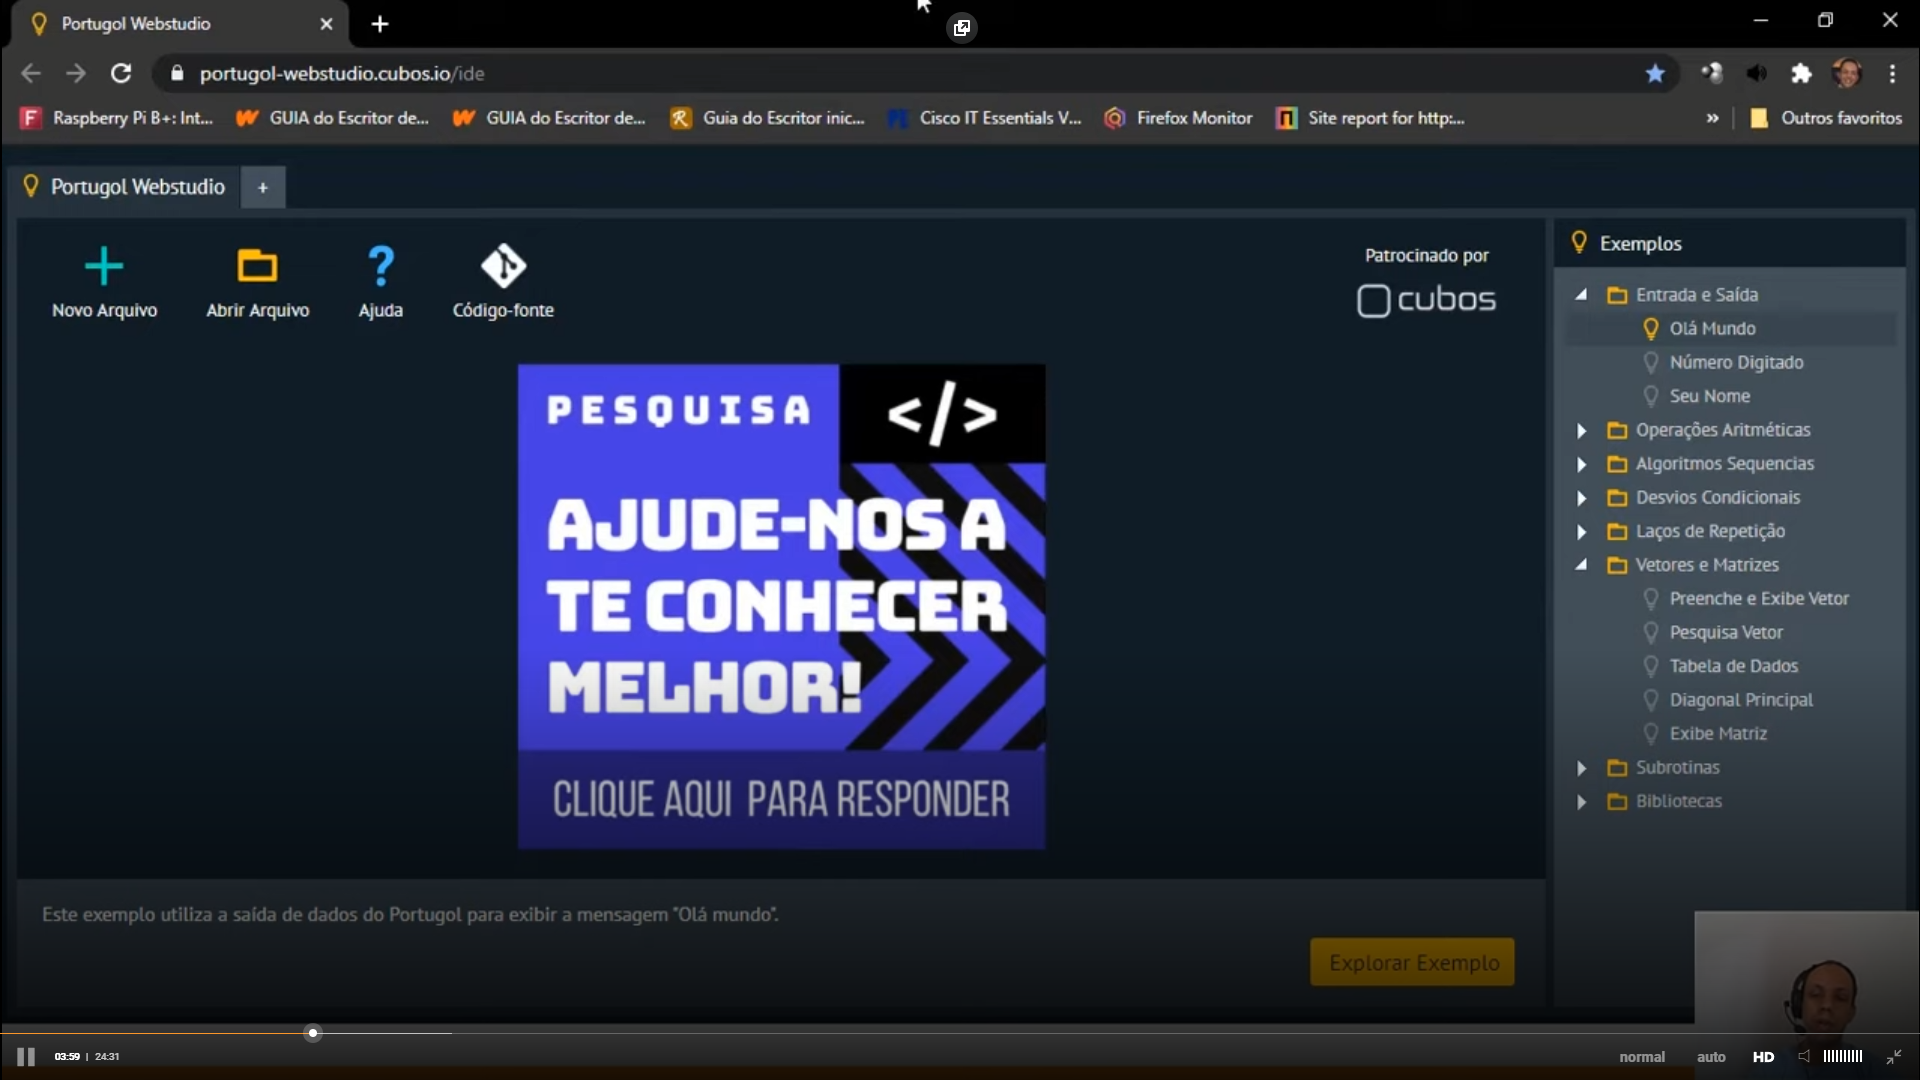 Portugol Webstudio
portugol-webstudio.cubos.io/ide
Raspberry Pi B+: Int...
GUIA do Escritor de...
GUIA do Escritor de...
Guia do Escritor inic...
Cisco IT Essentials V...
Firefox Monitor
Site report for http:...
»
Outros favoritos
Portugol Webstudio
+
Novo Arquivo
Abrir Arquivo
Ajuda
Código-fonte
Patrocinado por
cubos
PESQUISA
</>
AJUDE-NOS A
TE CONHECER
MELHOR!
CLIQUE AQUI PARA RESPONDER
Exemplos
Entrada e Saída
Olá Mundo
Número Digitado
Seu Nome
Operações Aritméticas
Algoritmos Sequencias
Desvios Condicionais
Laços de Repetição
Vetores e Matrizes
Preenche e Exibe Vetor
Pesquisa Vetor
Tabela de Dados
Diagonal Principal
Exibe Matriz
Subrotinas
Bibliotecas
Este exemplo utiliza a saída de dados do Portugol para exibir a mensagem "Olá mundo".
Explorar Exemplo
03:59 | 24:31
normal
auto
HD